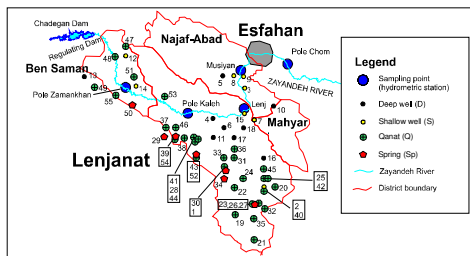 Chadegan Dam
Regulating Dam
47
Najaf-Abad
Esfahan
Pole Chom
48
12
Musiyan
ZAYANDEH RIVER
Ben Saman
13
51
5
8
9
49
14
53
Pole Zamankhan
55
50
Pole Kaleh
Lenj
10
4
15
7
Mahyar
37
46
6
18
29
38
11
17
Lenjanat
39
54
43
52
33
31
16
34
45
41
28
44
24
25
42
22
20
30
1
23,26,27
32
2
40
19
35
21
Legend
Sampling point
(hydrometric station)
Deep well (D)
Shallow well (S)
Qanat (Q)
Spring (Sp)
Zayandeh River
District boundary